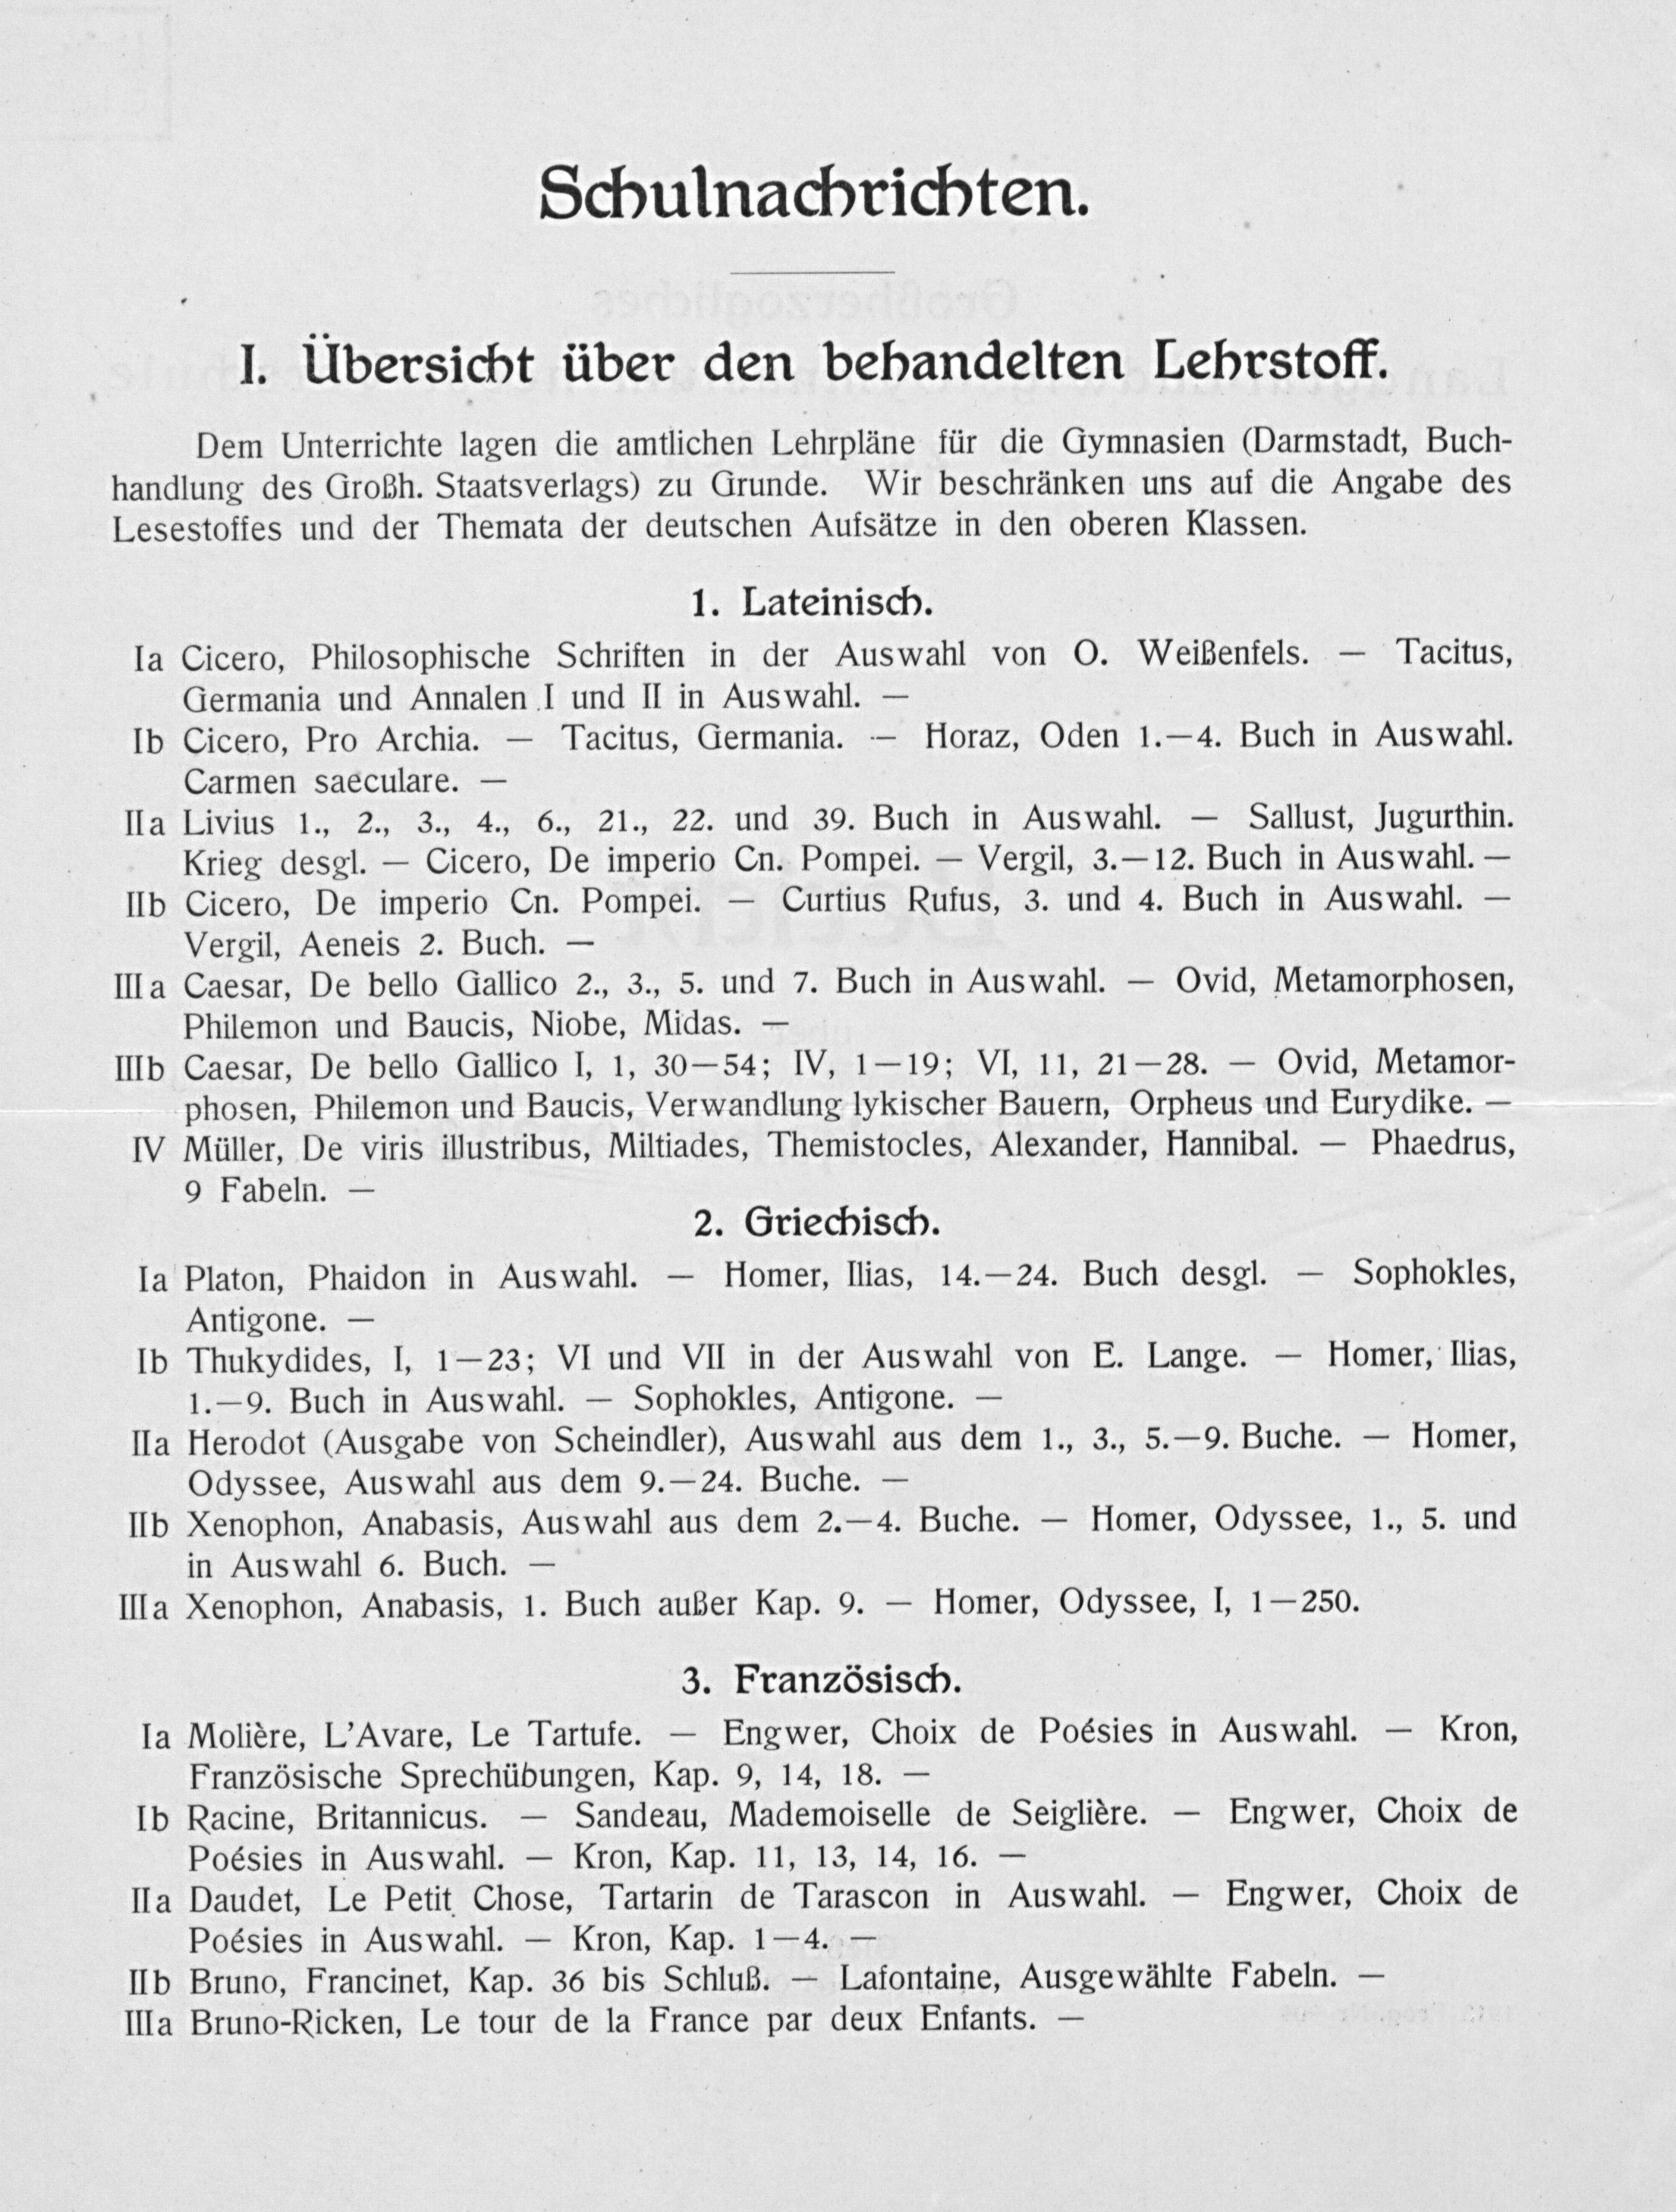 Schulnachrichten.
I. Übersicht über den behandelten Lehrstoff.
Dem Unterrichte lagen die amtlichen Lehrpläne für die Gymnasien (Darmstadt, Buch-
handlung des Großh. Staatsverlags) zu Grunde. Wir beschränken uns auf die Angabe des
Lesestoffes und der Themata der deutschen Aufsätze in den oberen Klassen.
1. Lateinisch.
Ia Cicero, Philosophische Schriften in der Auswahl von O. Weißenfels. — Tacitus,
Germania und Annalen I und II in Auswahl. —
Ib Cicero, Pro Archia. — Tacitus, Germania. — Horaz, Oden 1.—4. Buch in Auswahl.
Carmen saeculare. —
IIa Livius 1., 2., 3., 4., 6., 21., 22. und 39. Buch in Auswahl. — Sallust, Jugurthin.
Krieg desgl. — Cicero, De imperio Cn. Pompei. — Vergil, 3.—12. Buch in Auswahl. —
IIb Cicero, De imperio Cn. Pompei. — Curtius Rufus, 3. und 4. Buch in Auswahl. —
Vergil, Aeneis 2. Buch. —
IIIa Caesar, De bello Gallico 2., 3., 5. und 7. Buch in Auswahl. — Ovid, Metamorphosen,
Philemon und Baucis, Niobe, Midas. —
IIIb Caesar, De bello Gallico I, 1, 30—54; IV, 1—19; VI, 11, 21—28. — Ovid, Metamor-
phosen, Philemon und Baucis, Verwandlung lykischer Bauern, Orpheus und Eurydike. —
IV Müller, De viris illustribus, Miltiades, Themistocles, Alexander, Hannibal. — Phaedrus,
9 Fabeln. —
2. Griechisch.
Ia Platon, Phaidon in Auswahl. — Homer, Ilias, 14.—24. Buch desgl. — Sophokles,
Antigone. —
Ib Thukydides, I, 1—23; VI und VII in der Auswahl von E. Lange. — Homer, Ilias,
1.—9. Buch in Auswahl. — Sophokles, Antigone. —
IIa Herodot (Ausgabe von Scheindler), Auswahl aus dem 1., 3., 5.—9. Buche. — Homer,
Odyssee, Auswahl aus dem 9.—24. Buche. —
IIb Xenophon, Anabasis, Auswahl aus dem 2.—4. Buche. — Homer, Odyssee, 1., 5. und
in Auswahl 6. Buch. —
IIIa Xenophon, Anabasis, 1. Buch außer Kap. 9. — Homer, Odyssee, I, 1—250.
3. Französisch.
Ia Molière, L'Avare, Le Tartufe. — Engwer, Choix de Poésies in Auswahl. — Kron,
Französische Sprechübungen, Kap. 9, 14, 18. —
Ib Racine, Britannicus. — Sandeau, Mademoiselle de Seiglière. — Engwer, Choix de
Poésies in Auswahl. — Kron, Kap. 11, 13, 14, 16. —
IIa Daudet, Le Petit Chose, Tartarin de Tarascon in Auswahl. — Engwer, Choix de
Poésies in Auswahl. — Kron, Kap. 1—4. —
IIb Bruno, Francinet, Kap. 36 bis Schluß. — Lafontaine, Ausgewählte Fabeln. —
IIIa Bruno-Ricken, Le tour de la France par deux Enfants. —